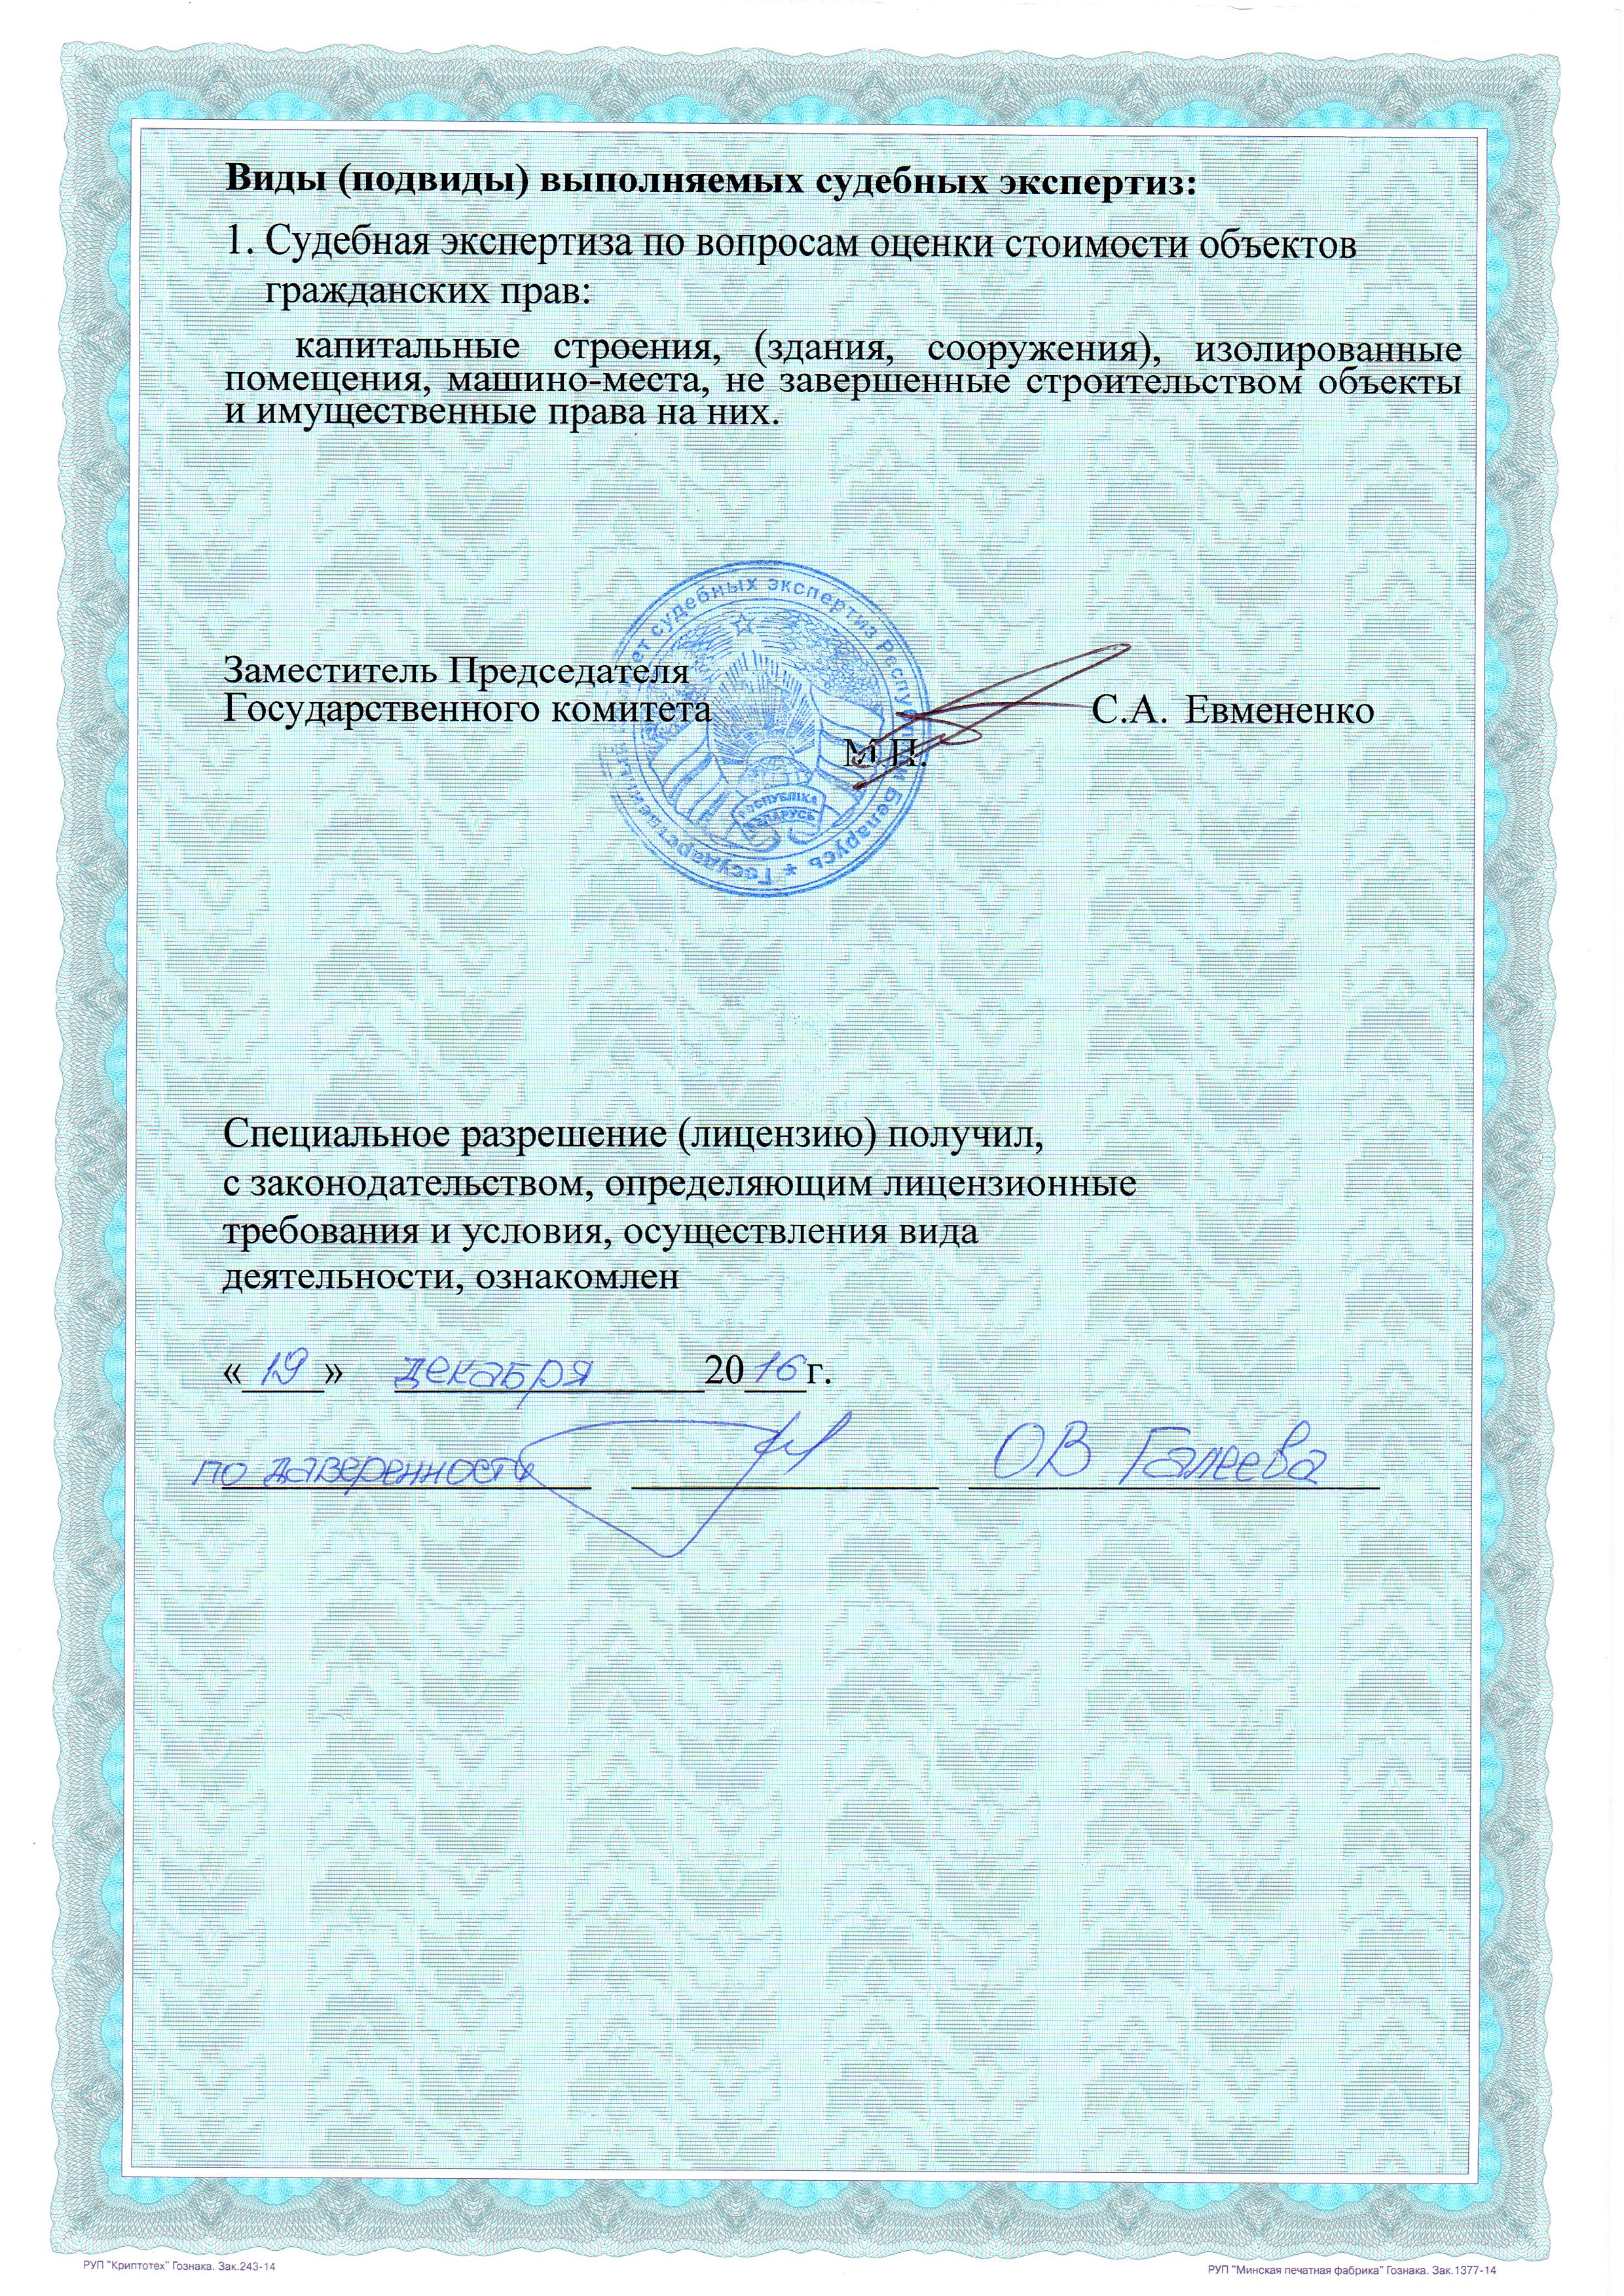 Виды (подвиды) выполняемых судебных экспертиз:
1. Судебная экспертиза по вопросам оценки стоимости объектов
гражданских прав:
капитальные строения, (здания, сооружения), изолированные
помещения, машино-места, не завершенные строительством объекты
и имущественные права на них.
Государственный комитет судебных экспертиз Республики Беларусь *
РЭСПУБЛІКА
БЕЛАРУСЬ
Заместитель Председателя
Государственного комитета С.А. Евмененко
М.П.
Специальное разрешение (лицензию) получил,
с законодательством, определяющим лицензионные
требования и условия, осуществления вида
деятельности, ознакомлен
«19» декабря 2016г.
по даверенности ОВ Галеева
РУП "Криптотех" Гознака. Зак.243-14
РУП "Минская печатная фабрика" Гознака. Зак.1377-14